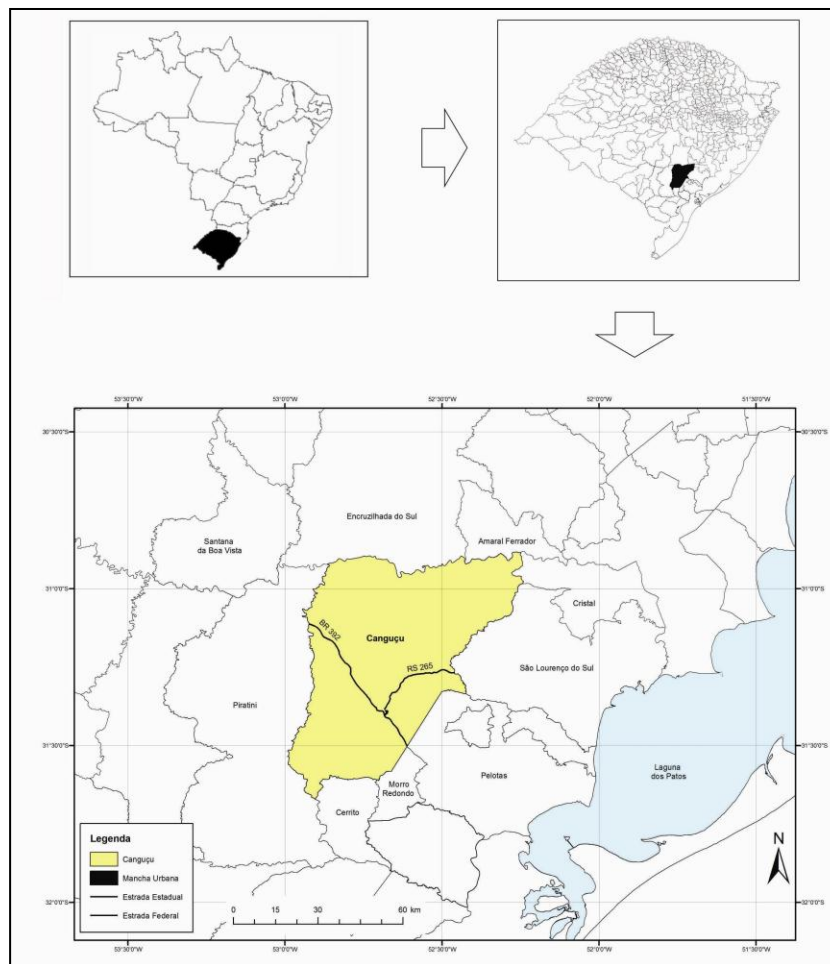 53°30'0"W
53°0'0"W
52°30'0"W
52°0'0"W
51°30'0"W
30°30'0"S
30°30'0"S
Encruzilhada do Sul
Santana
da Boa Vista
Amaral Ferrador
31°0'0"S
31°0'0"S
Cristal
BR 392
Canguçu
RS 265
São Lourenço do Sul
Piratini
31°30'0"S
31°30'0"S
Pelotas
Laguna
dos Patos
Morro
Redondo
Cerrito
Legenda
Canguçu
Mancha Urbana
Estrada Estadual
Estrada Federal
0 15 30 60 km
N
32°0'0"S
32°0'0"S
53°30'0"W
53°0'0"W
52°30'0"W
52°0'0"W
51°30'0"W